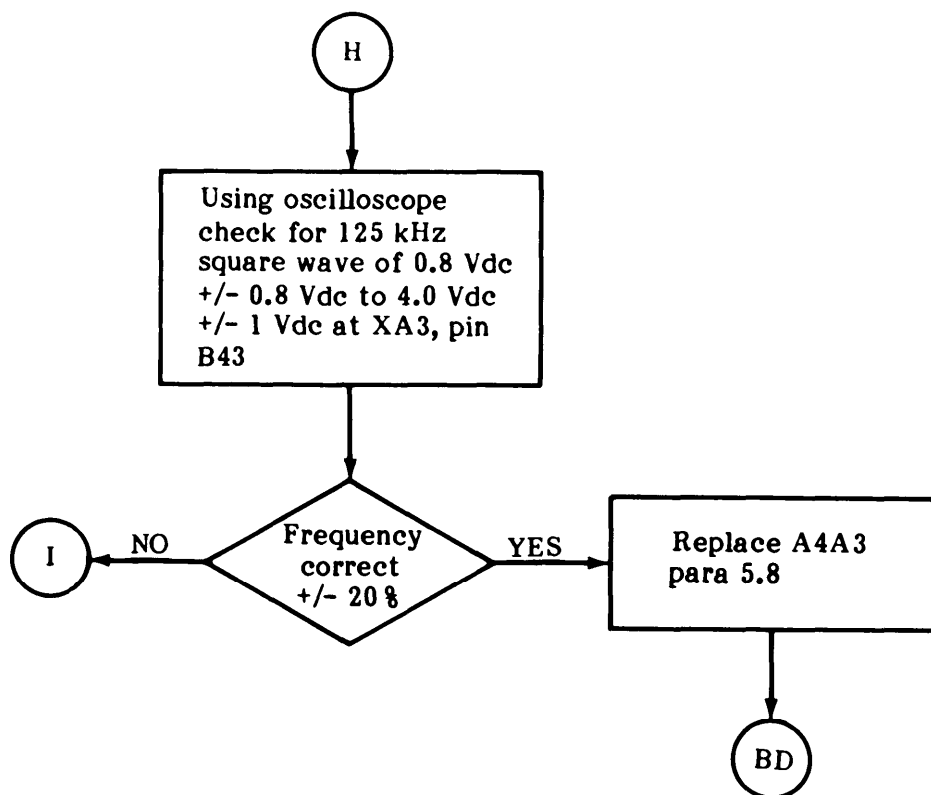 H
Using oscilloscope
check for 125 kHz
square wave of 0.8 Vdc
+/- 0.8 Vdc to 4.0 Vdc
+/- 1 Vdc at XA3, pin
B43
Frequency
correct
+/- 20%
NO
I
YES
Replace A4A3
para 5.8
BD